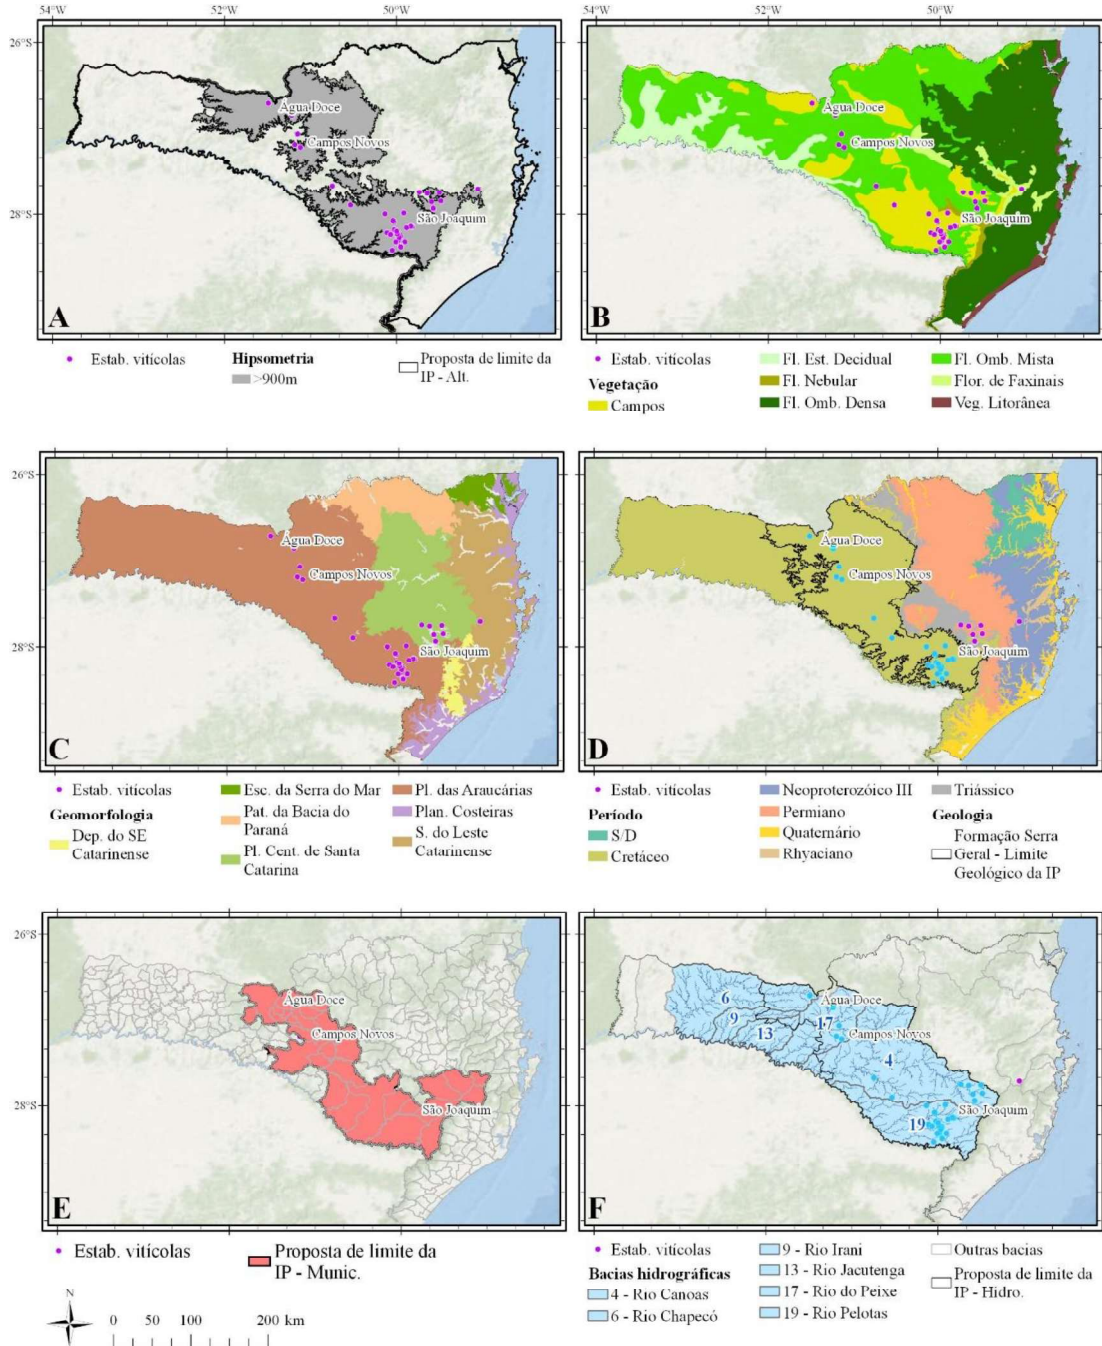 54°W 52°W 50°W
26°S
Água Doce
Campos Novos
28°S
São Joaquim
A
Estab. vitícolas
Hipsometria
>900m
Proposta de limite da
IP - Alt.
54°W 52°W 50°W
Água Doce
Campos Novos
São Joaquim
B
Estab. vitícolas
Vegetação
Campos
Fl. Est. Decidual
Fl. Nebular
Fl. Omb. Densa
Fl. Omb. Mista
Flor. de Faxinais
Veg. Litorânea
26°S
Água Doce
Campos Novos
28°S
São Joaquim
C
Estab. vitícolas
Geomorfologia
Dep. do SE
Catarinense
Esc. da Serra do Mar
Pat. da Bacia do
Paraná
Pl. Cent. de Santa
Catarina
Pl. das Araucárias
Plan. Costeiras
S. do Leste
Catarinense
Água Doce
Campos Novos
São Joaquim
D
Estab. vitícolas
Período
S/D
Cretáceo
Neoproterozóico III
Permiano
Quaternário
Rhyaciano
Triássico
Geologia
Formação Serra
Geral - Limite
Geológico da IP
26°S
Água Doce
Campos Novos
28°S
São Joaquim
E
Estab. vitícolas
Proposta de limite da
IP - Munic.
N
0 50 100 200 km
6
Água Doce
9
17
13
Campos Novos
4
São Joaquim
19
F
Estab. vitícolas
Bacias hidrográficas
4 - Rio Canoas
6 - Rio Chapecó
9 - Rio Irani
13 - Rio Jacutenga
17 - Rio do Peixe
19 - Rio Pelotas
Outras bacias
Proposta de limite da
IP - Hidro.